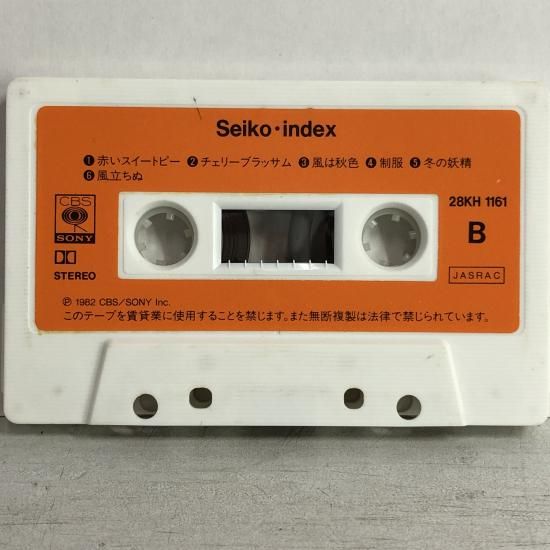 Seiko・index
❶ 赤いスイートピー ❷ チェリーブラッサム ❸ 風は秋色 ❹ 制服 ❺ 冬の妖精
❻ 風立ちぬ
CBS
SONY
STEREO
28KH 1161
B
JASRAC
Ⓟ 1982 CBS/SONY Inc.
このテープを賃貸業に使用することを禁じます。また無断複製は法律で禁じられています。